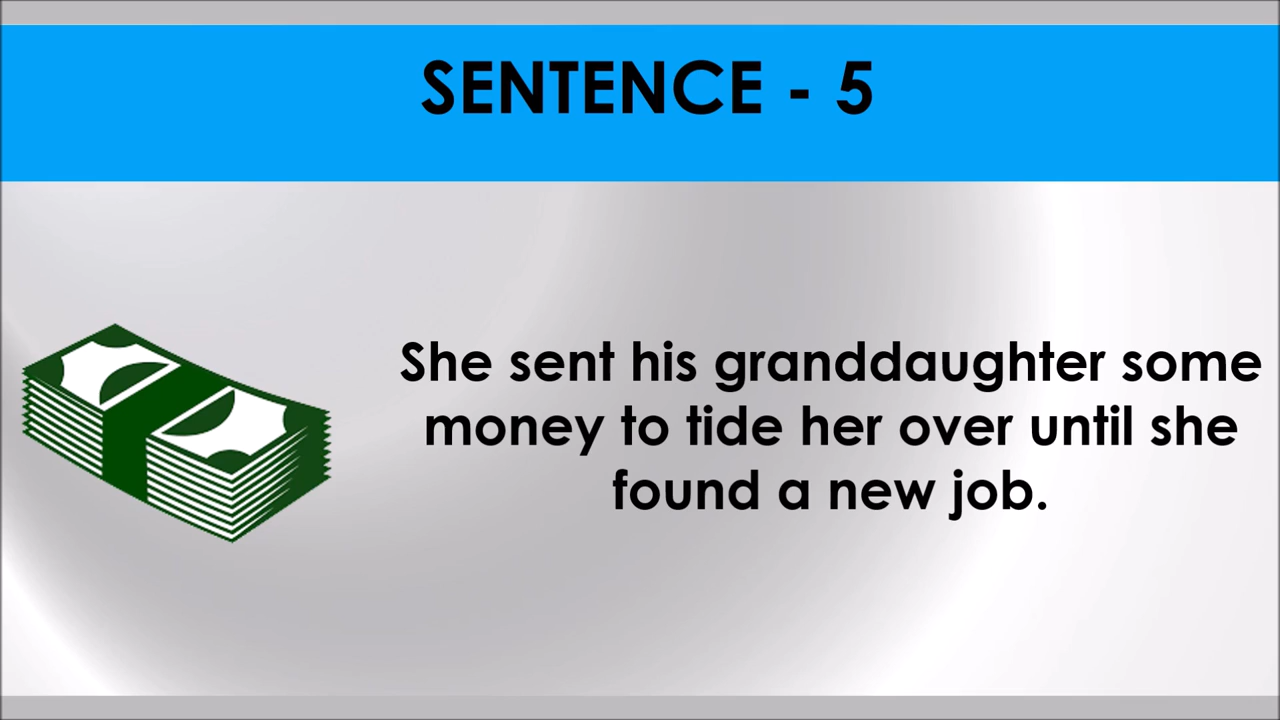 SENTENCE - 5
She sent his granddaughter some
money to tide her over until she
found a new job.